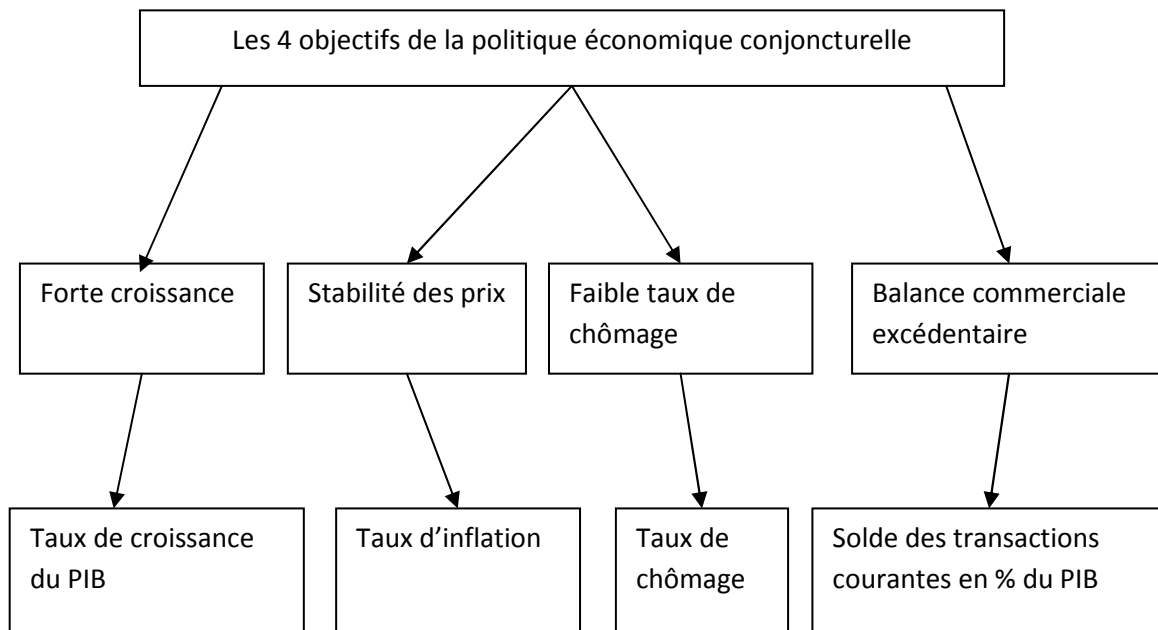 Les 4 objectifs de la politique économique conjoncturelle
Forte croissance
Stabilité des prix
Faible taux de
chômage
Balance commerciale
excédentaire
Taux de croissance
du PIB
Taux d’inflation
Taux de
chômage
Solde des transactions
courantes en % du PIB